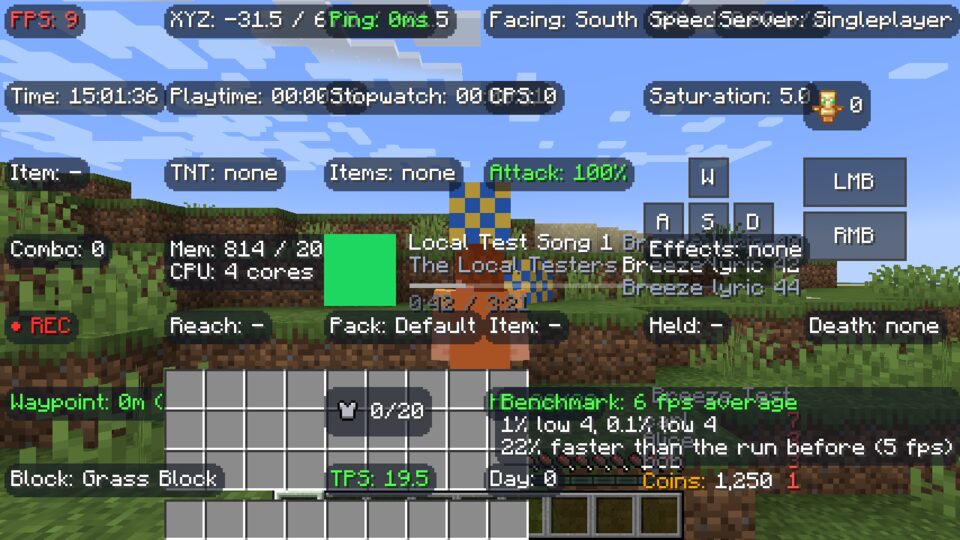 FPS: 9
XYZ: -31.5 / 6
Ping: 0ms
.5
Facing: South
Speed
Server: Singleplayer
Time: 15:01:36
Playtime: 00:00
Stopwatch: 00
CPS:
0
Saturation: 5.0
0
Item: -
TNT: none
Items: none
Attack: 100%
W
LMB
A S D
RMB
Combo: 0
Mem: 814 / 20
CPU: 4 cores
Local Test Song 1
The Local Testers
0:42 / 3:21
Effects: none
Breeze lyric 42
Breeze lyric 44
REC
Reach: -
Pack: Default
Item: -
Held: -
Death: none
Waypoint: 0m (
0/20
Breeze Test
Benchmark: 6 fps average
1% low 4, 0.1% low 4
22% faster than the run before (5 fps)
Block: Grass Block
TPS: 19.5
Day: 0
Coins: 1,250
1